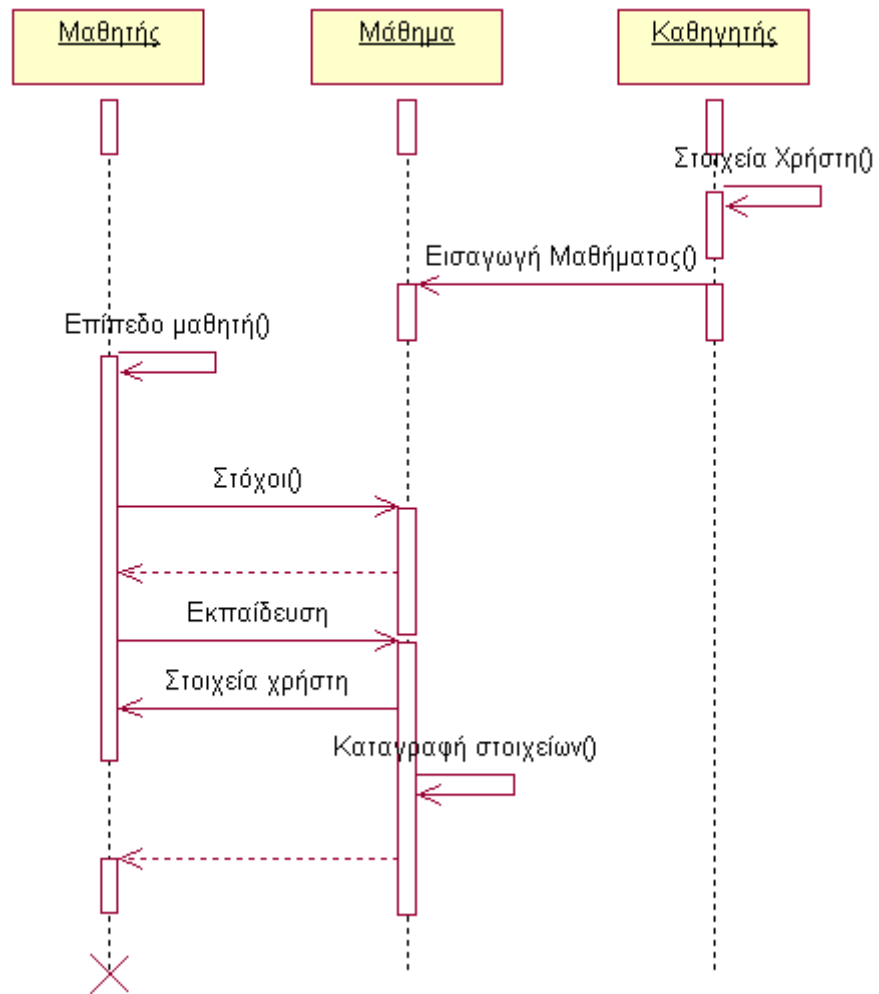 Μαθητής
Μάθημα
Καθηγητής
Στοιχεία Χρήστη()
Εισαγωγή Μαθήματος()
Επίπεδο μαθητή()
Στόχοι()
Εκπαίδευση
Στοιχεία χρήστη
Καταγραφή στοιχείων()